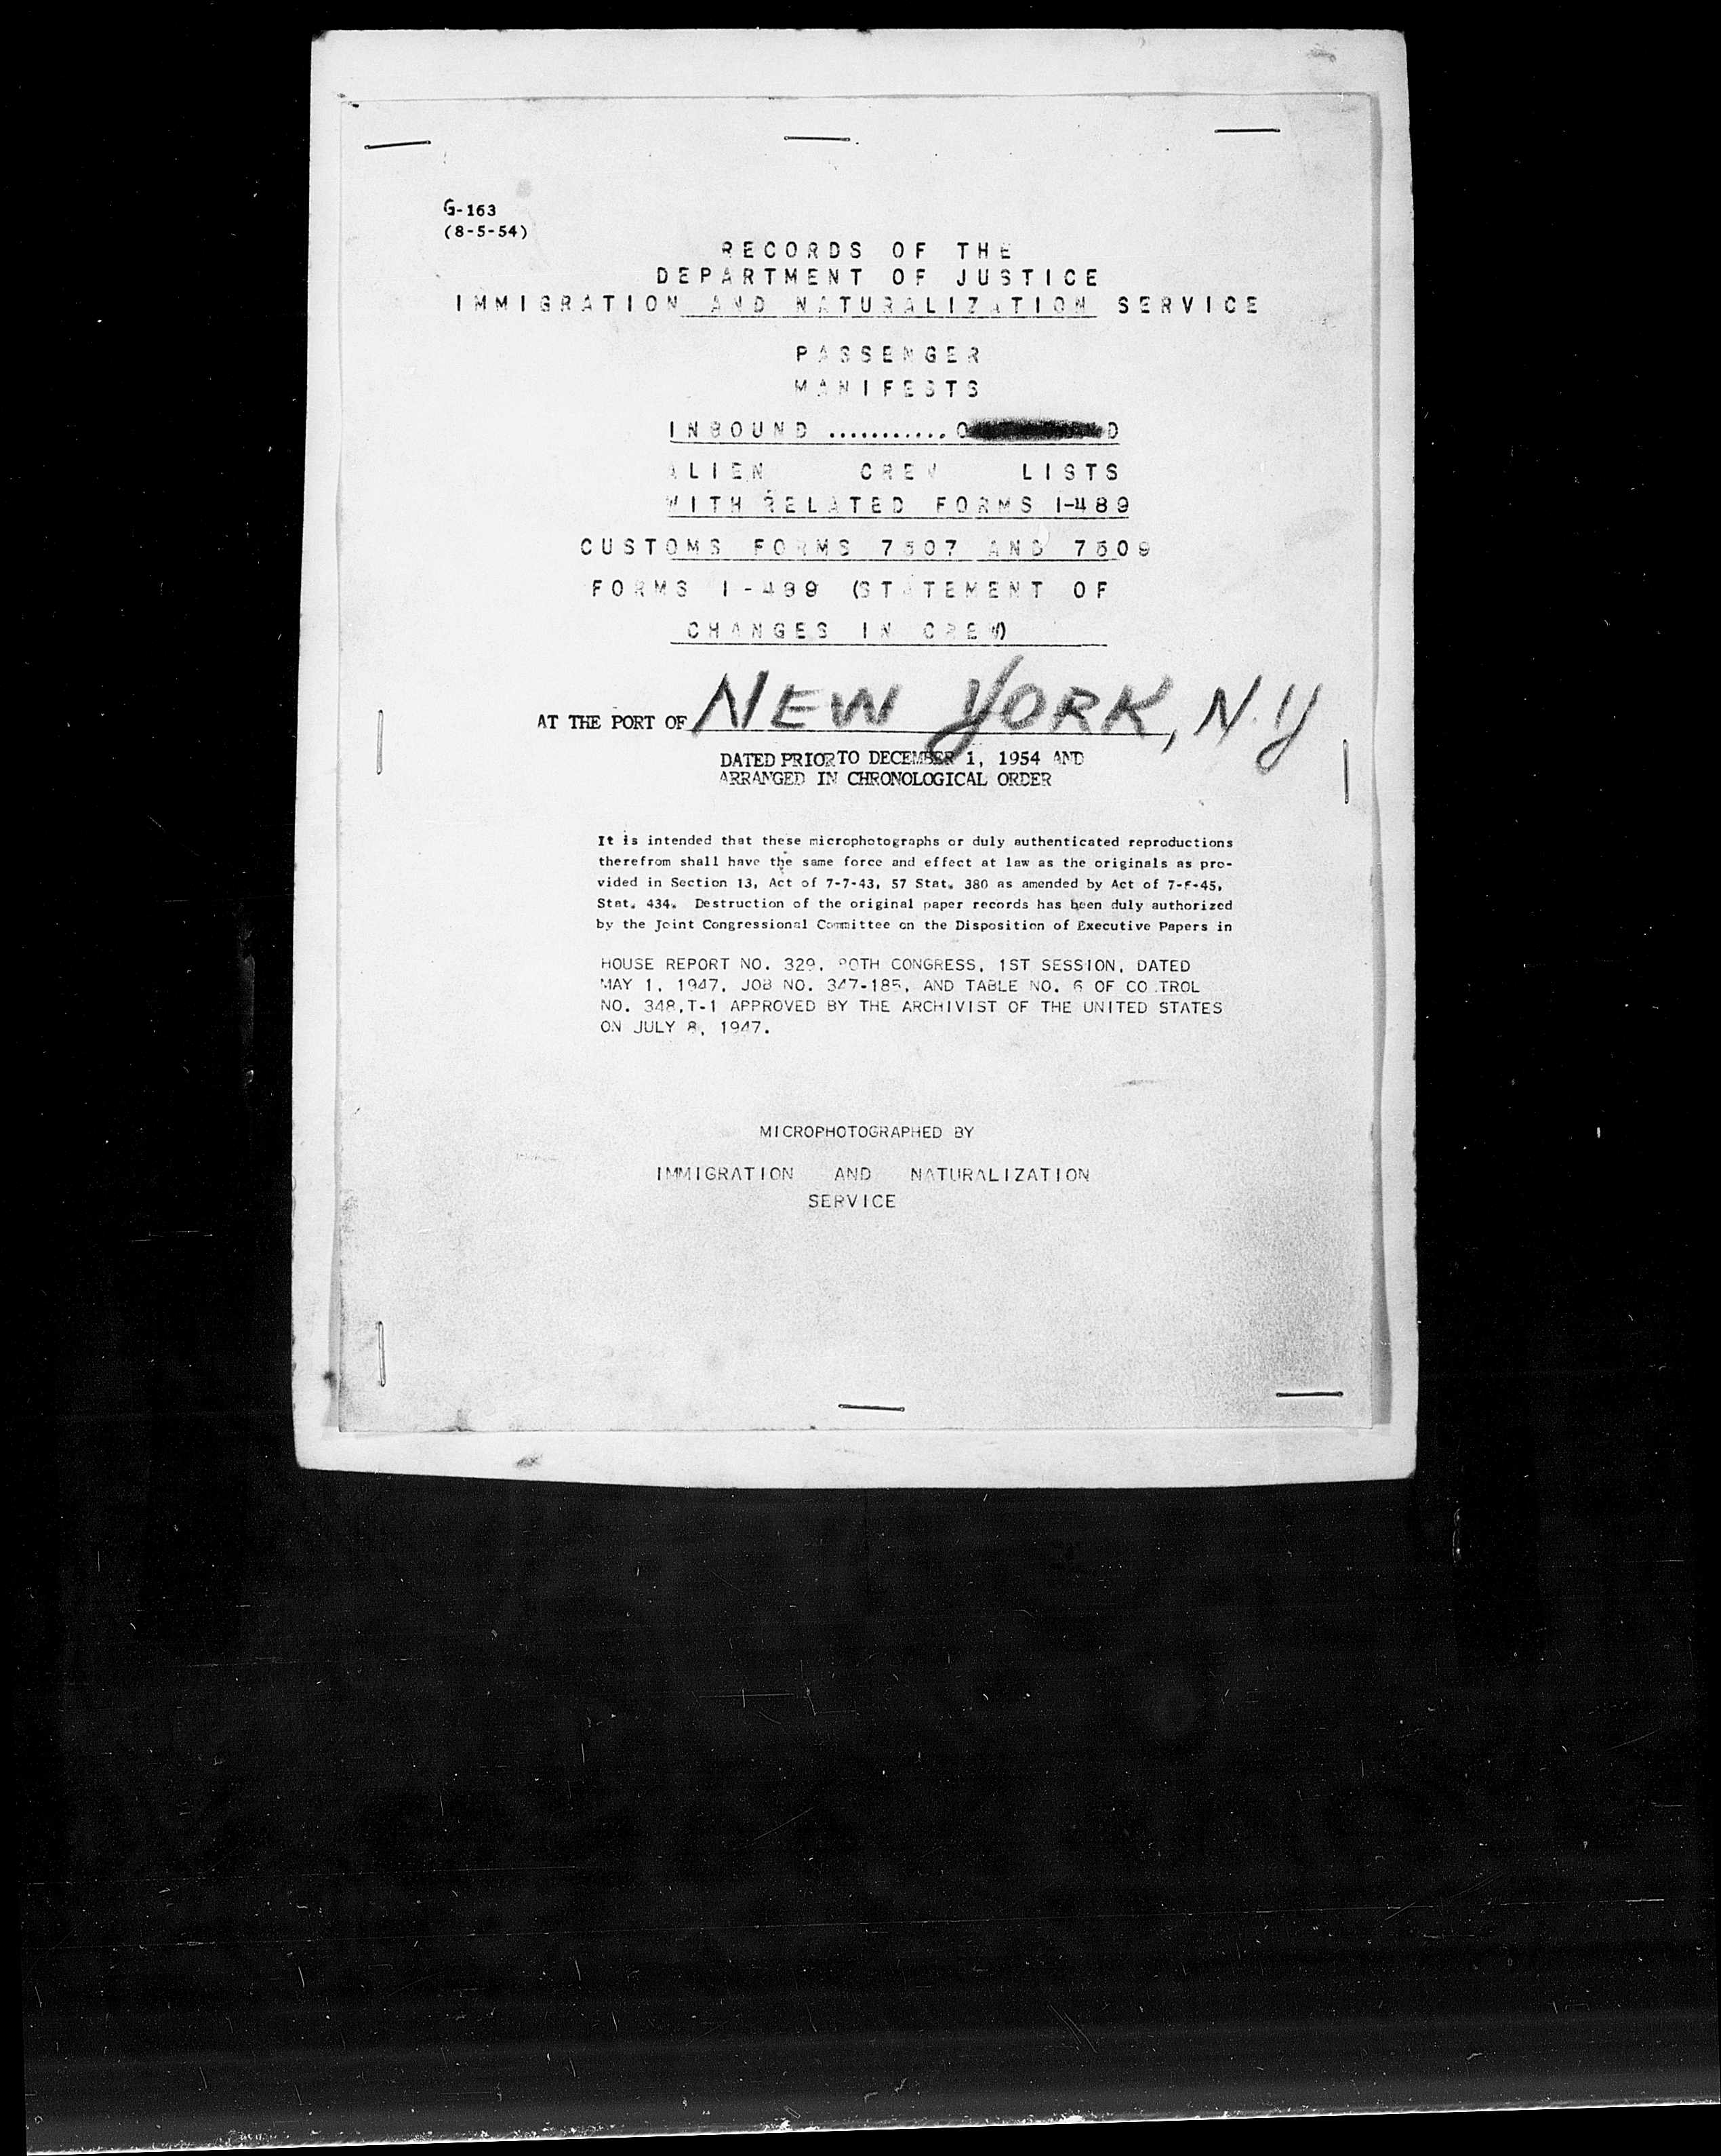 G-163
(8-5-54)
RECORDS OF THE
DEPARTMENT OF JUSTICE
IMMIGRATION AND NATURALIZATION SERVICE
PASSENGER
MANIFESTS
INBOUND ...........
ALIEN CREW LISTS
WITH RELATED FORMS I-489
CUSTOMS FORMS 7507 AND 7509
FORMS I-489 (STATEMENT OF
CHANGES IN CREW)
AT THE PORT OF NEW YORK, N.Y
DATED PRIOR TO DECEMBER 1, 1954 AND
ARRANGED IN CHRONOLOGICAL ORDER
It is intended that these microphotographs or duly authenticated reproductions
therefrom shall have the same force and effect at law as the originals as pro-
vided in Section 13, Act of 7-7-43, 57 Stat. 380 as amended by Act of
Stat. 434. Destruction of the original paper records has been duly authorized
by the Joint Congressional Committee on the Disposition of Executive Papers in
HOUSE REPORT NO. 329, 80TH CONGRESS, 1ST SESSION, DATED
MAY 1, 1947, JOB NO. 347-185, AND TABLE NO. 6 OF CO TROL
NO. 348,T-1 APPROVED BY THE ARCHIVIST OF THE UNITED STATES
ON JULY 8, 1947.
MICROPHOTOGRAPHED BY
IMMIGRATION AND NATURALIZATION
SERVICE